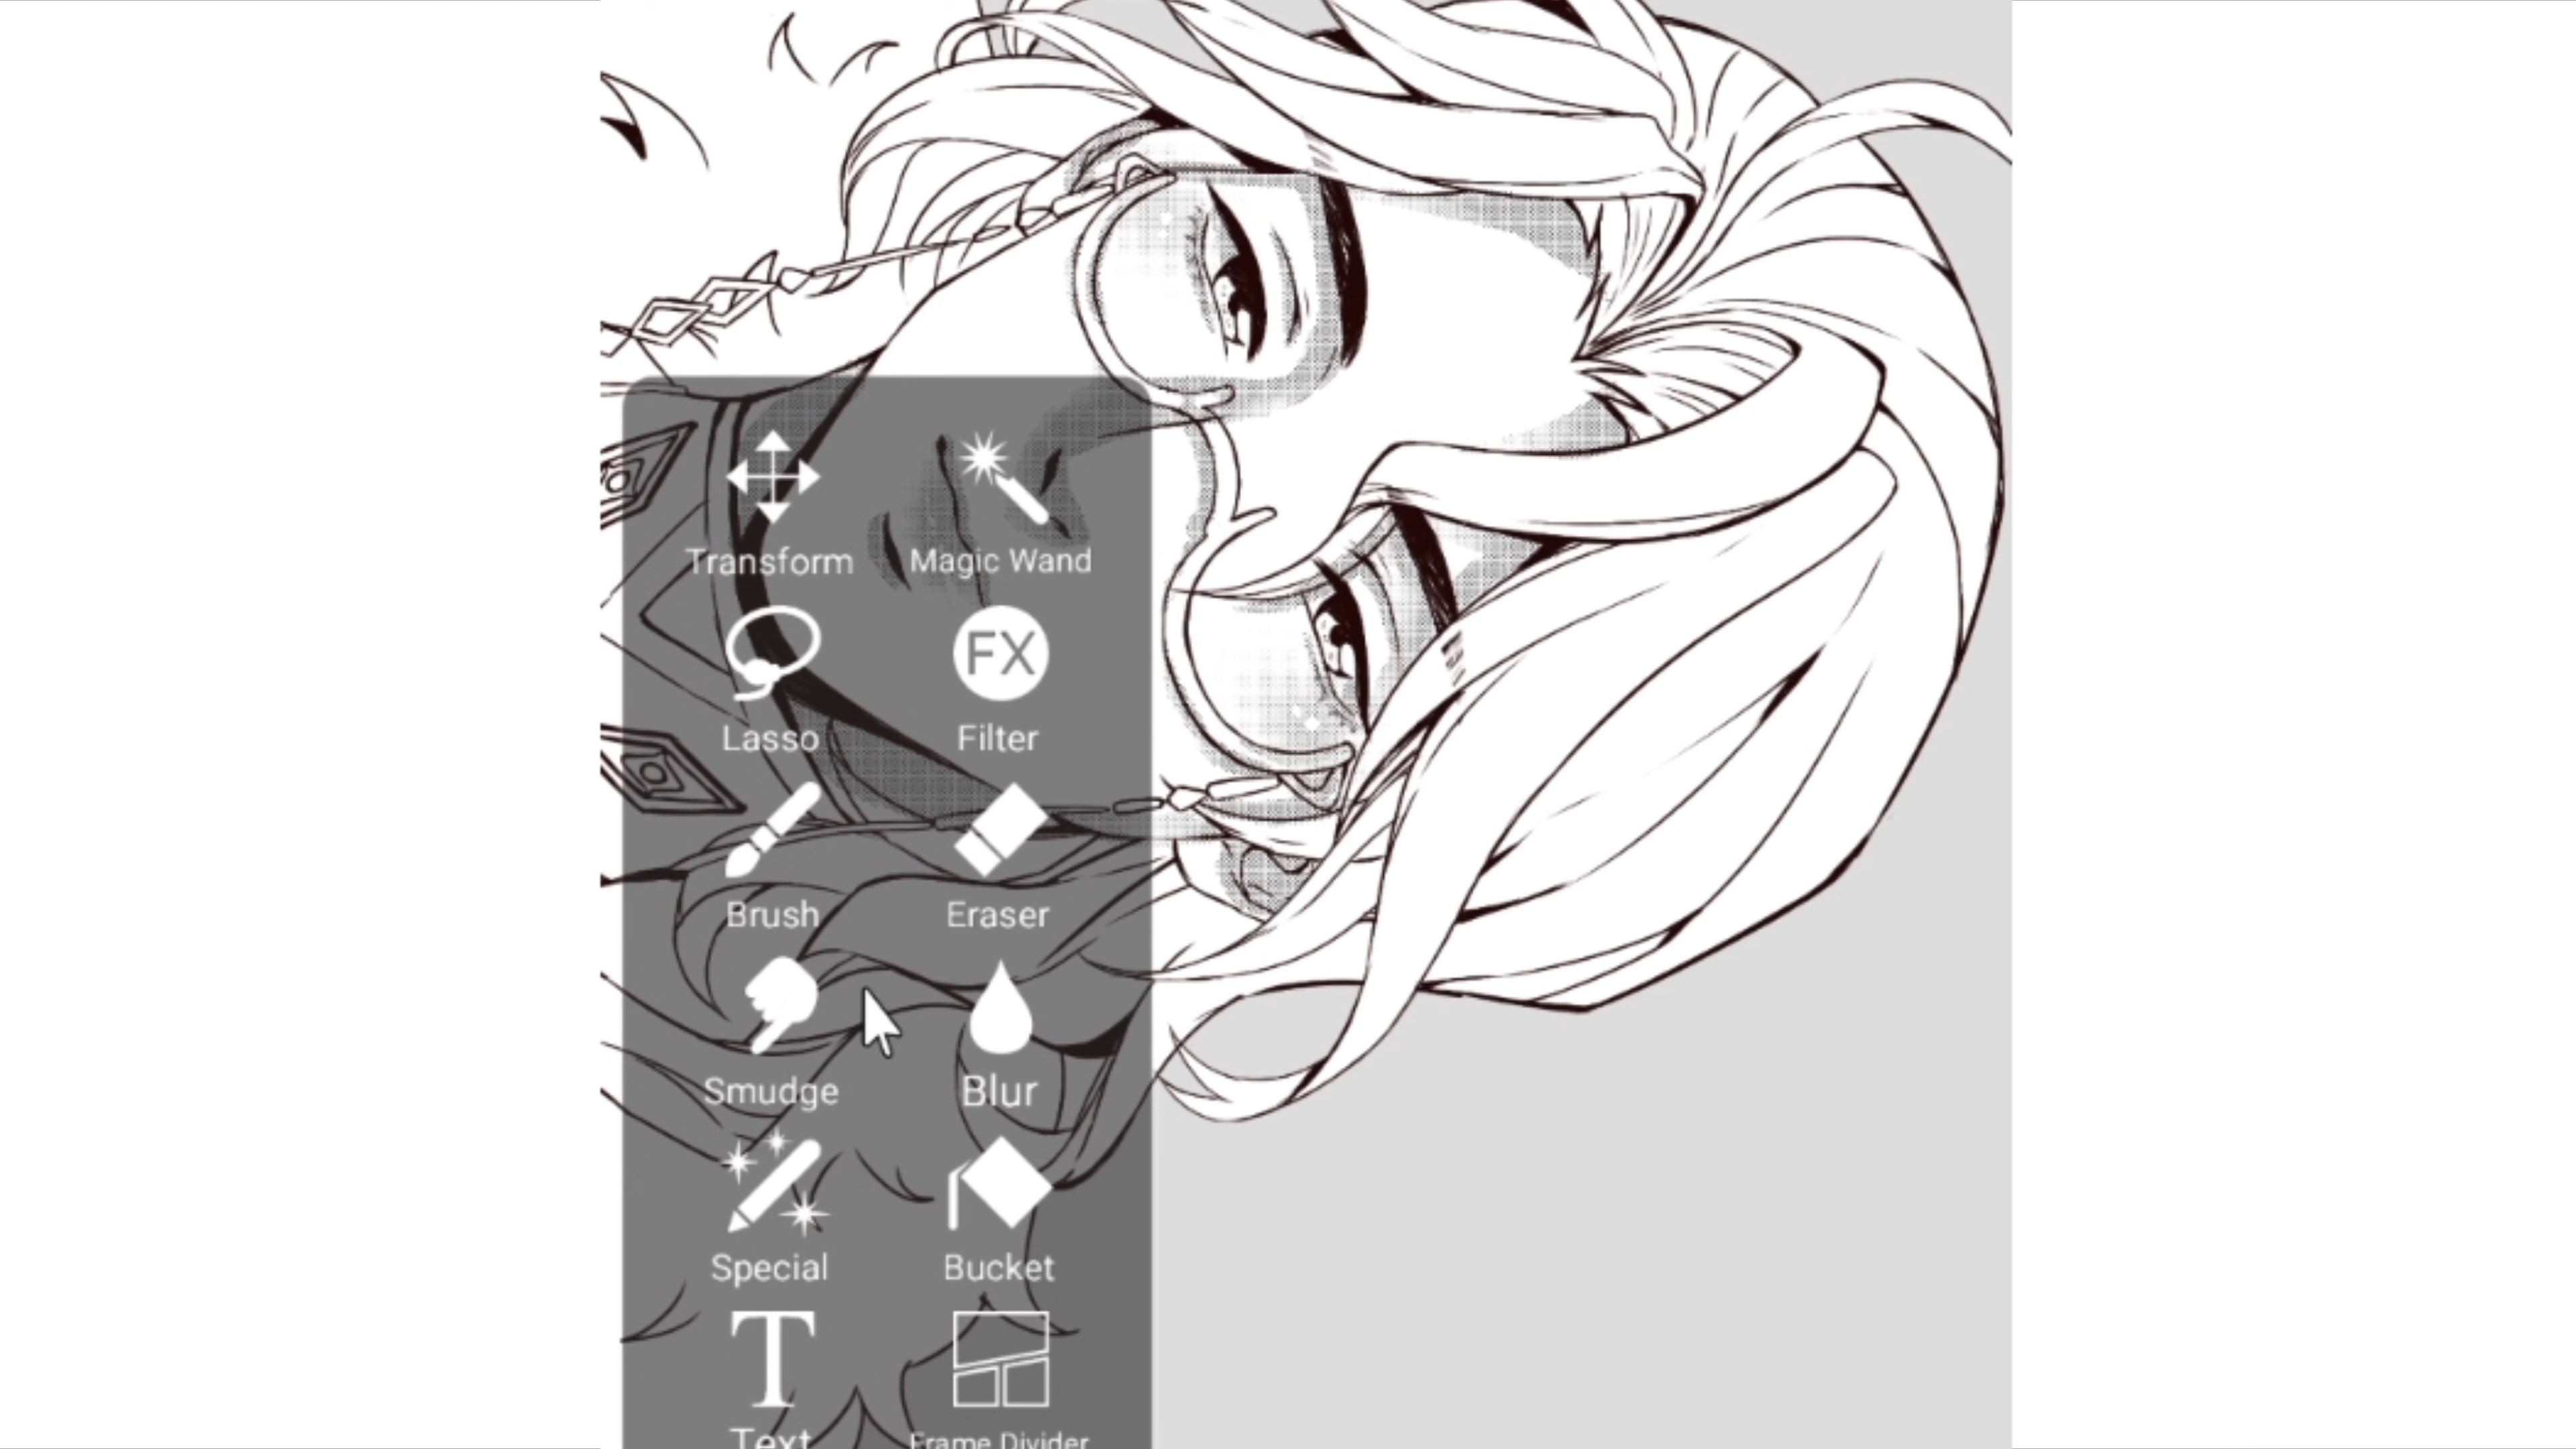 Transform Magic Wand
Lasso Filter
FX
Brush Eraser
Smudge Blur
Special Bucket
T
Text Frame Divider